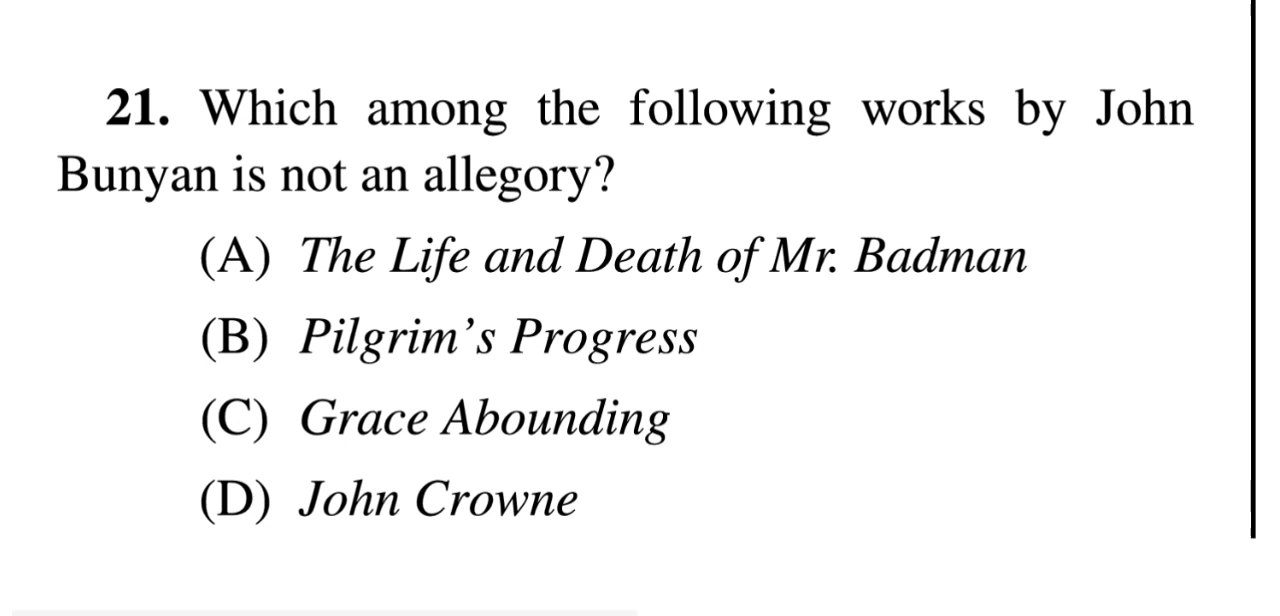 21. Which among the following works by John
Bunyan is not an allegory?
(A) The Life and Death of Mr. Badman
(B) Pilgrim’s Progress
(C) Grace Abounding
(D) John Crowne